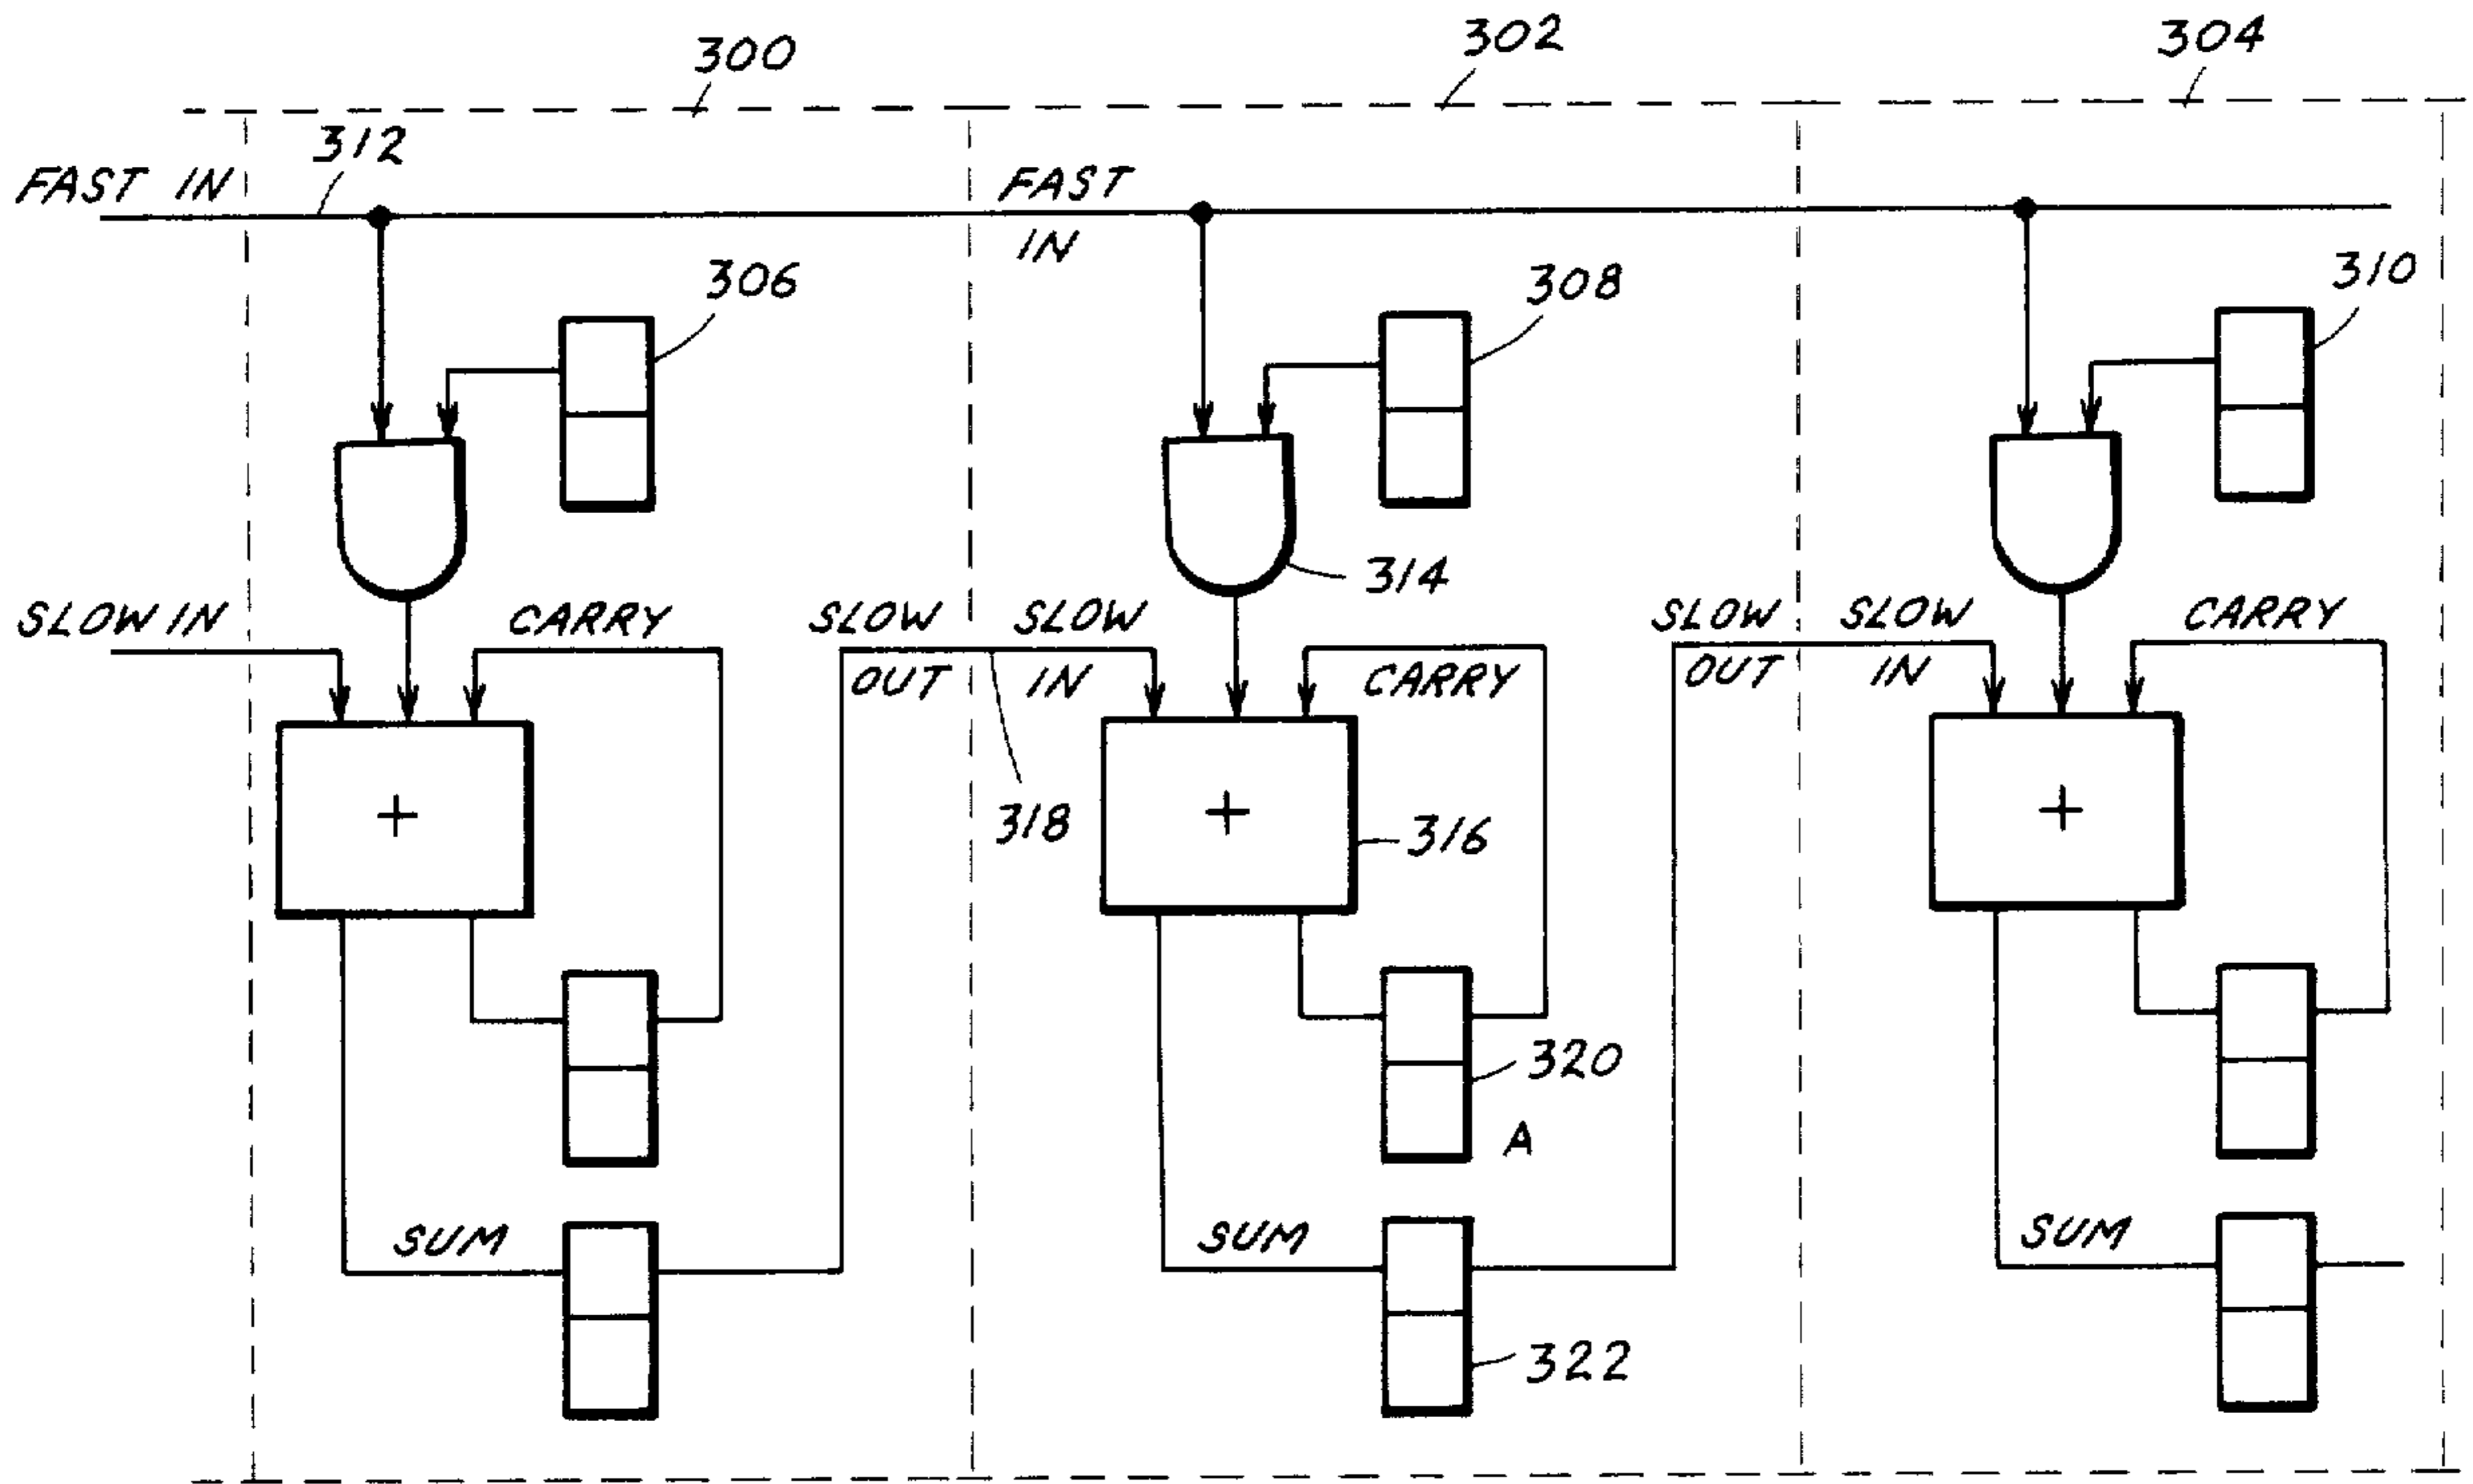 300
302
304
312
FAST IN
FAST
IN
306
308
310
314
SLOW IN
CARRY
SLOW
OUT
SLOW
IN
CARRY
SLOW
OUT
SLOW
IN
CARRY
+
+
+
318
316
320
A
SUM
SUM
SUM
322